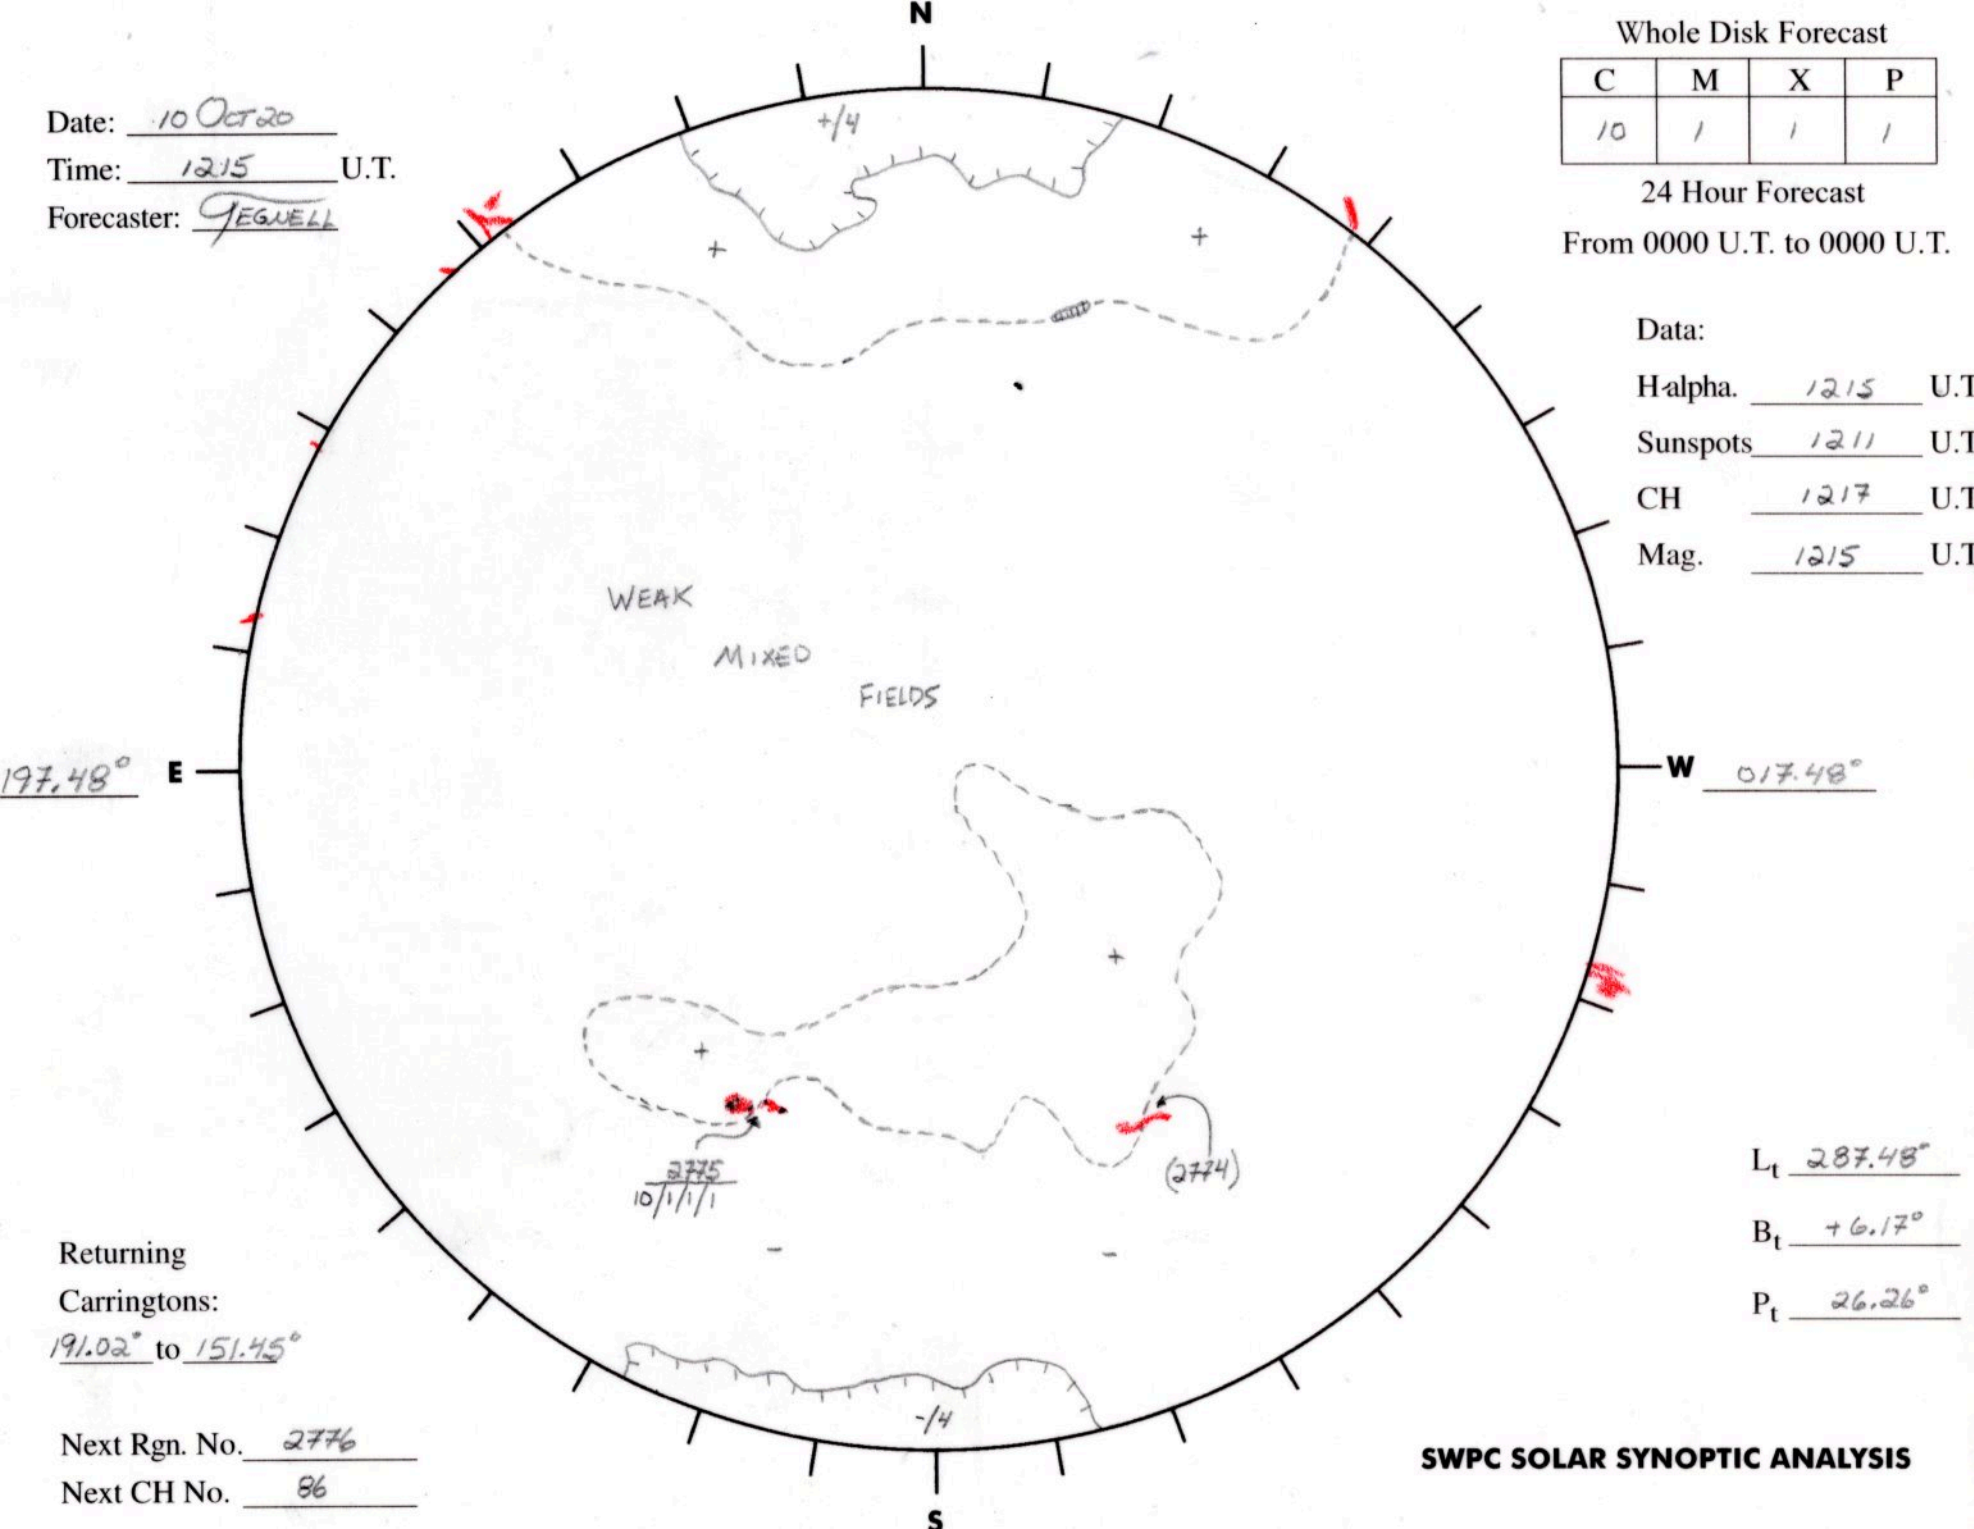 N
Whole Disk Forecast
C M X P
10 1 1 1
24 Hour Forecast
From 0000 U.T. to 0000 U.T.
Date: 10 OCT 20
Time: 1215 U.T.
Forecaster: TEGNELL
+/4
+ +
Data:
H-alpha. 1215 U.T
Sunspots 1211 U.T
CH 1217 U.T
Mag. 1215 U.T
WEAK
MIXED
FIELDS
197.48° E
W 017.48°
+
+
2775
10/1/1/1
(2774)
Lt 287.48°
Bt +6.17°
Pt 26.26°
- -
Returning
Carringtons:
191.02° to 151.45°
-/4
Next Rgn. No. 2776
Next CH No. 86
SWPC SOLAR SYNOPTIC ANALYSIS
S